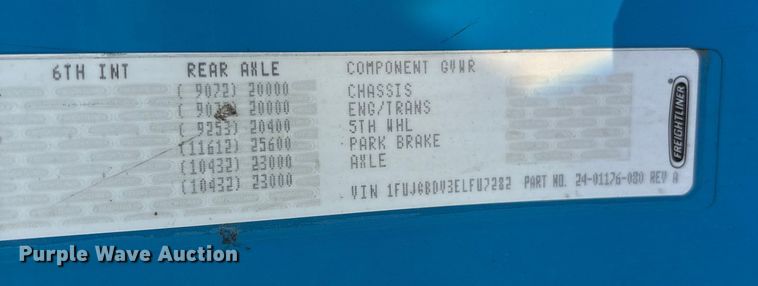 6TH INT REAR AXLE COMPONENT GVWR
( 9072) 20000 CHASSIS
( 20000 ENG/TRANS
( 9253) 20400 5TH WHL
(11612) 25600 PARK BRAKE
(10432) 23000 AXLE
(10432) 23000
VIN 1FUJGBDV3ELFU7282 PART NO. 24-01176-080 REV A
FREIGHTLINER
Purple Wave Auction